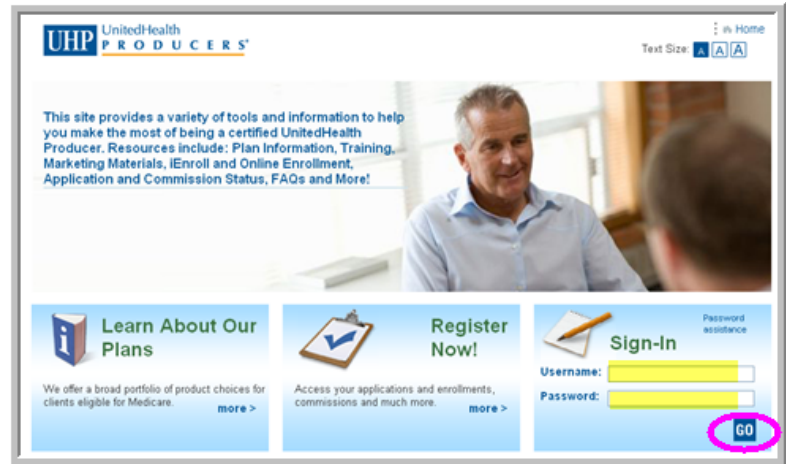 UHP UnitedHealth
PRODUCERS
Home
Text Size: A A A
This site provides a variety of tools and information to help
you make the most of being a certified UnitedHealth
Producer. Resources include: Plan Information, Training,
Marketing Materials, iEnroll and Online Enrollment,
Application and Commission Status, FAQs and More!
Learn About Our
Plans
We offer a broad portfolio of product choices for
clients eligible for Medicare.
more >
Register
Now!
Access your applications and enrollments,
commissions and much more.
more >
Password
assistance
Sign-In
Username:
Password:
GO